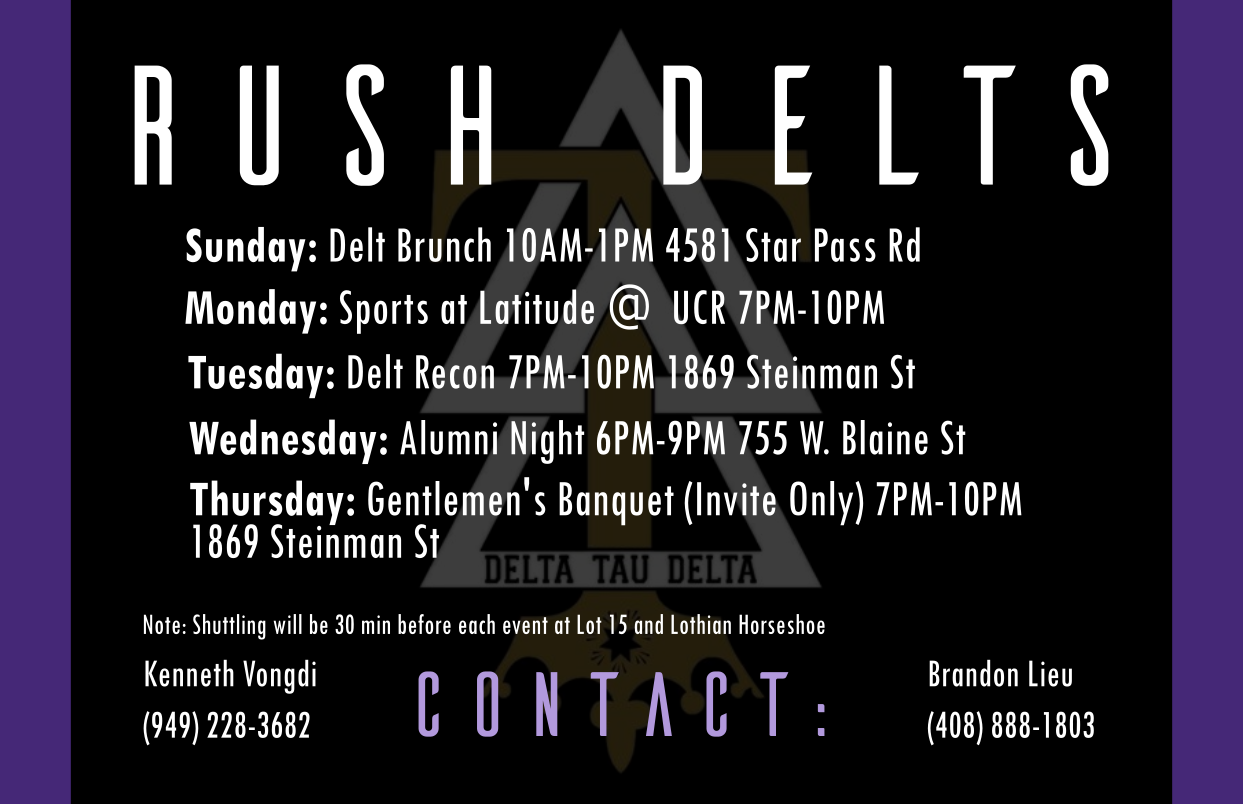 RUSH DELTS
Sunday: Delt Brunch 10AM-1PM 4581 Star Pass Rd
Monday: Sports at Latitude @ UCR 7PM-10PM
Tuesday: Delt Recon 7PM-10PM 1869 Steinman St
Wednesday: Alumni Night 6PM-9PM 755 W. Blaine St
Thursday: Gentlemen's Banquet (Invite Only) 7PM-10PM
1869 Steinman St
DELTA TAU DELTA
Note: Shuttling will be 30 min before each event at Lot 15 and Lothian Horseshoe
Kenneth Vongdi
(949) 228-3682
CONTACT:
Brandon Lieu
(408) 888-1803